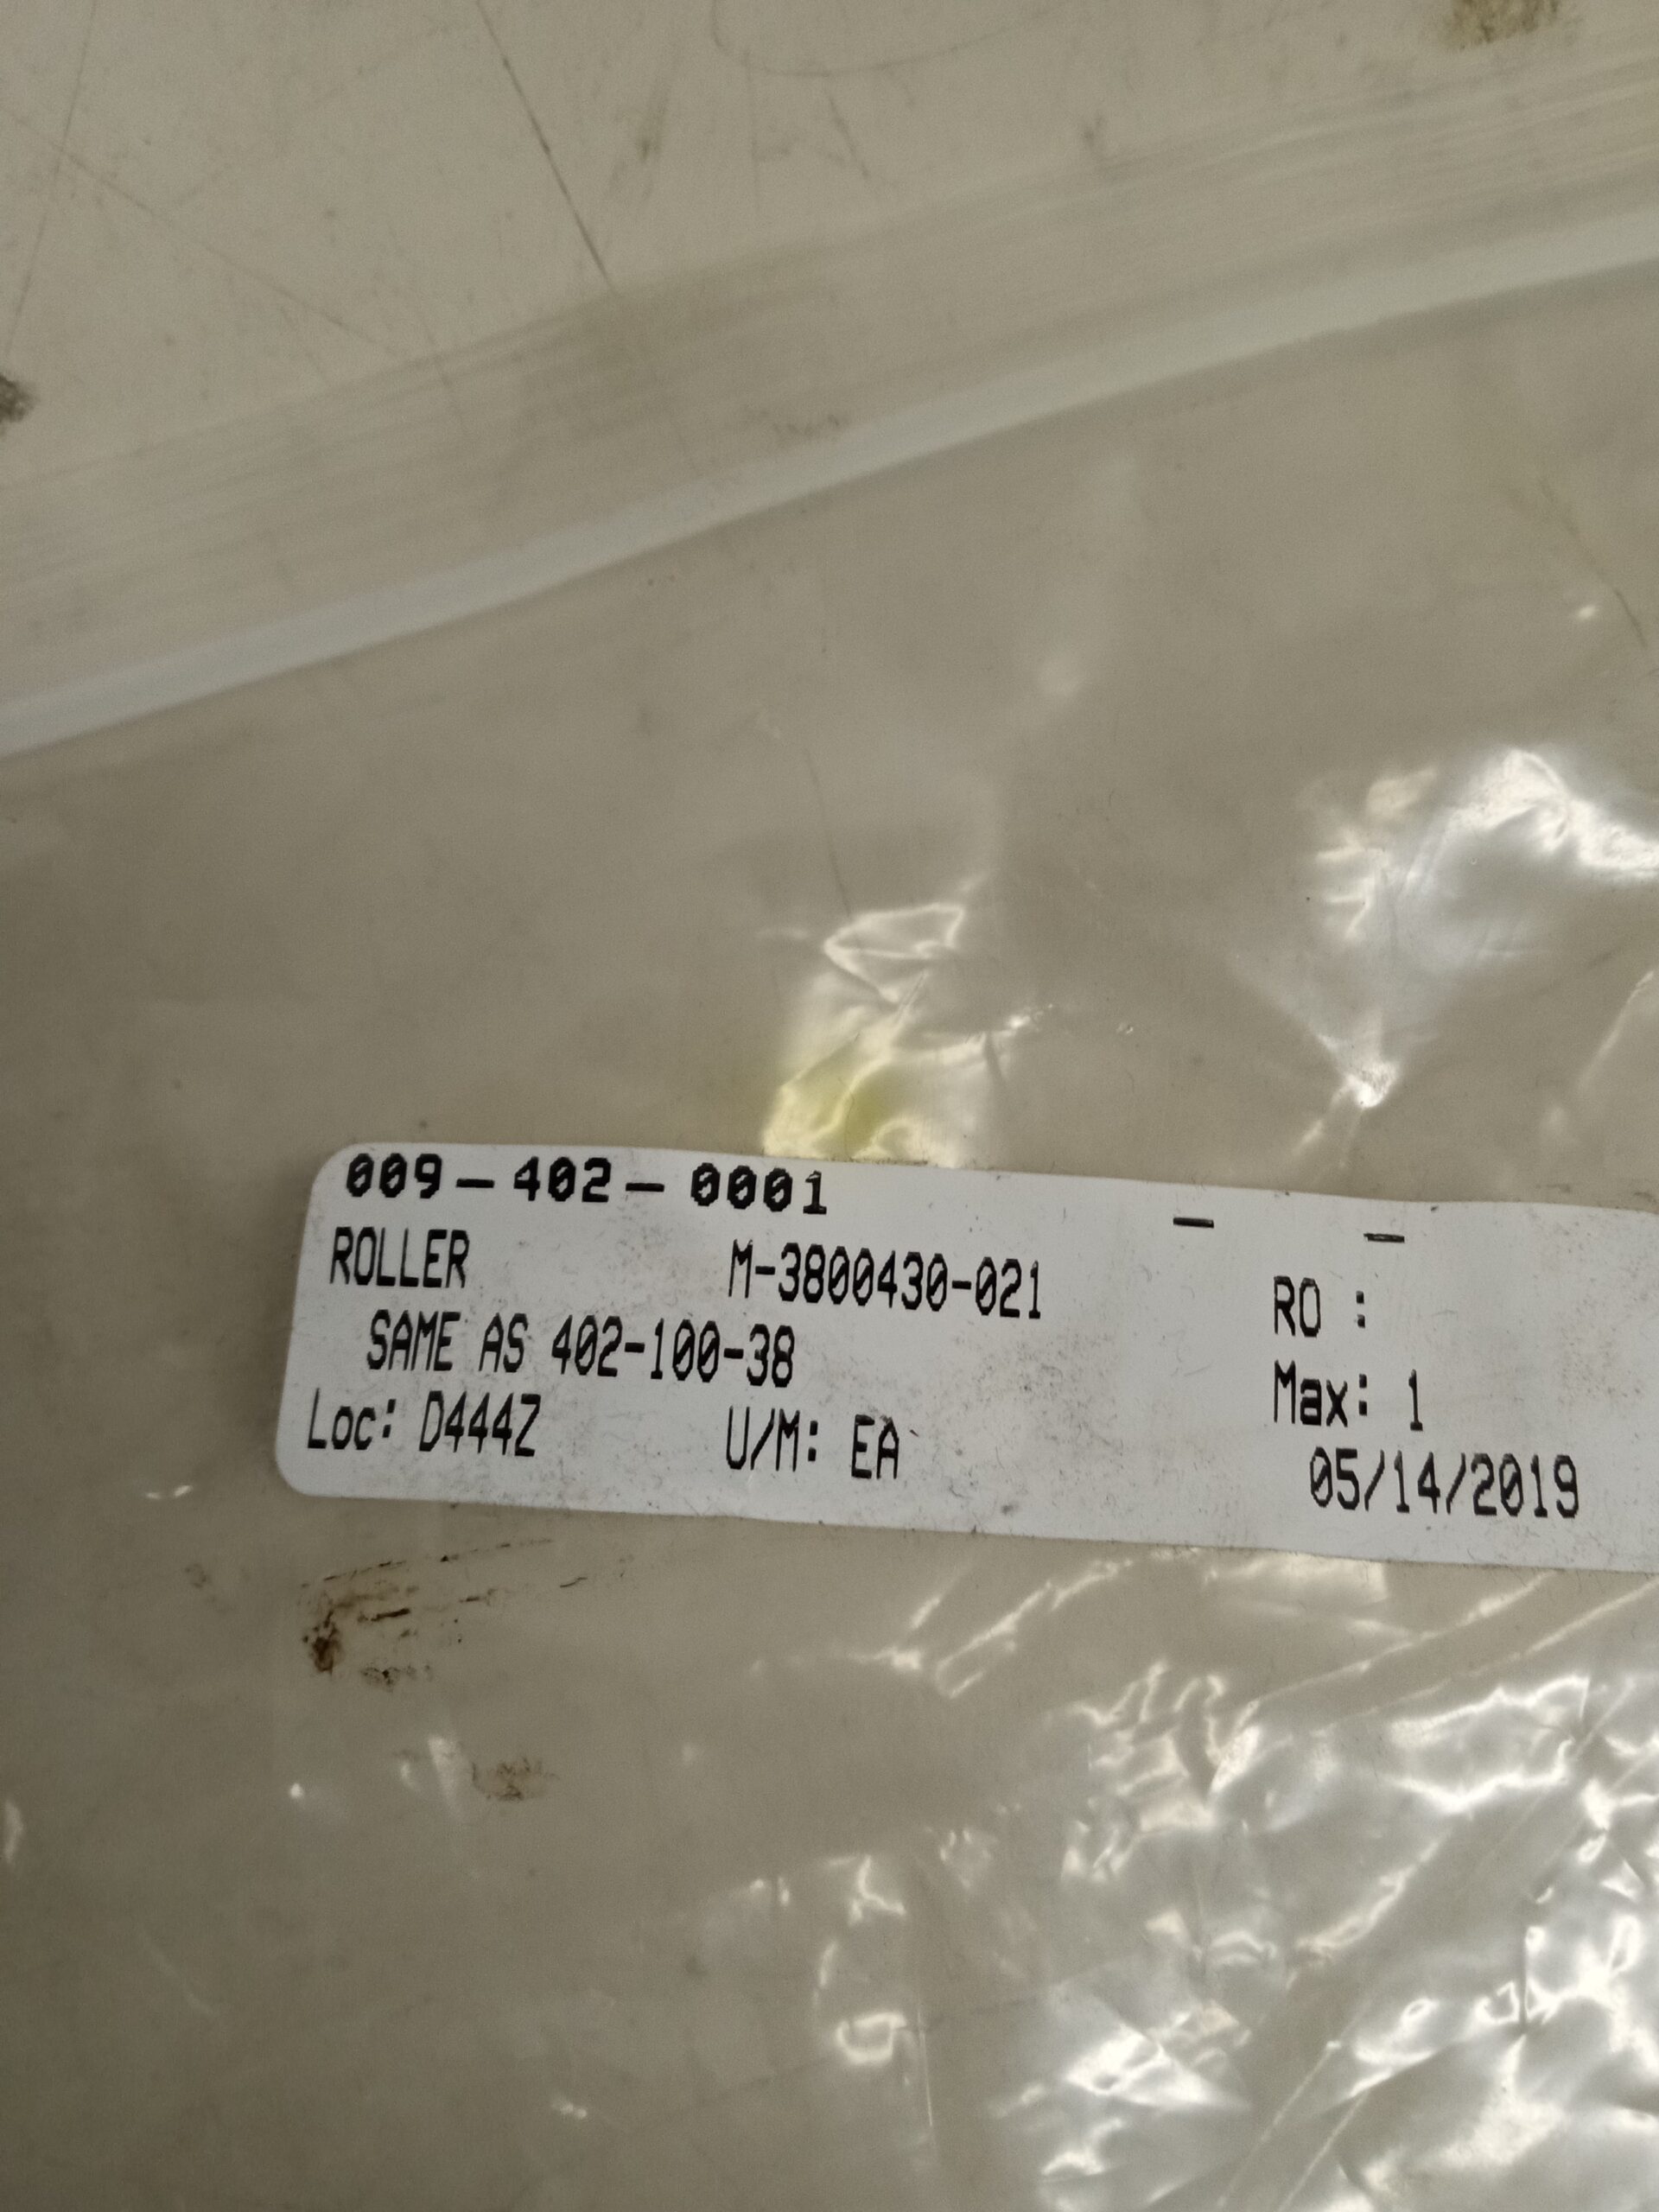 009-402-0001 - -
ROLLER M-3800430-021 RO :
SAME AS 402-100-38 Max: 1
Loc: D444Z U/M: EA 05/14/2019